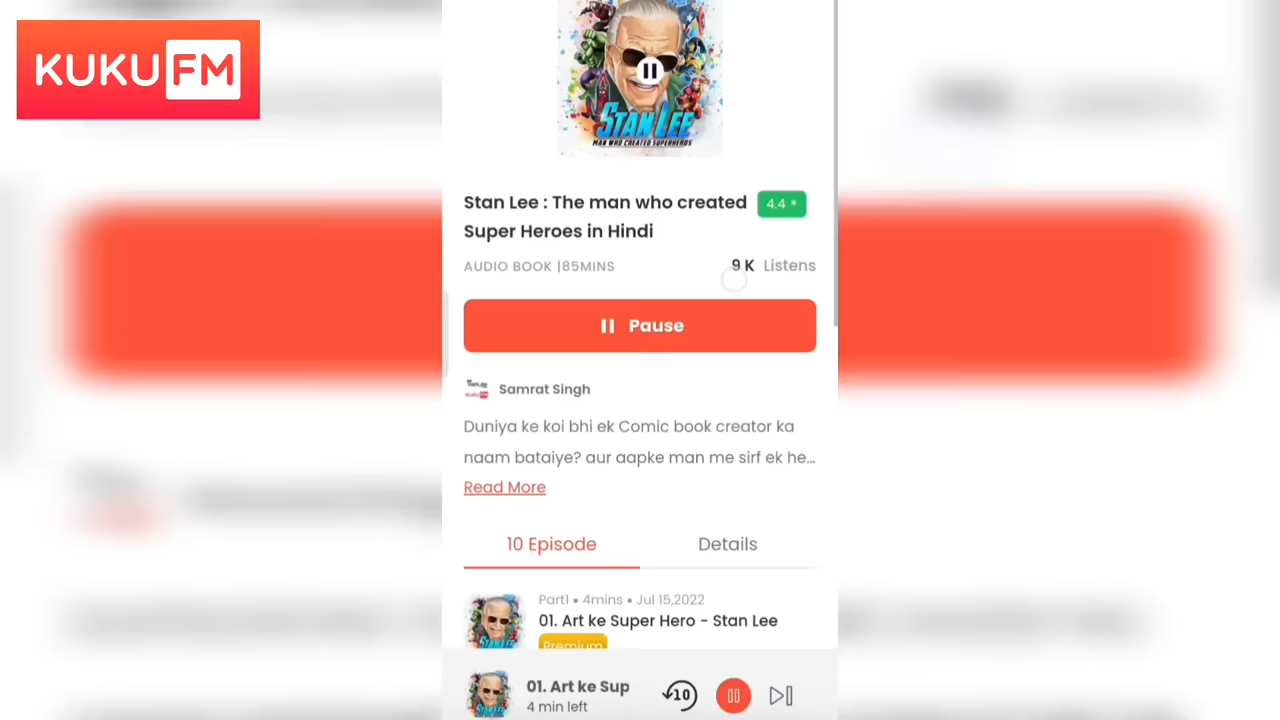 KUKU FM
STAN LEE
MAN WHO CREATED SUPERHEROS
Stan Lee : The man who created
4.4 *
Super Heroes in Hindi
AUDIO BOOK |85MINS
9 K Listens
Pause
Samrat Singh
Duniya ke koi bhi ek Comic book creator ka
naam bataiye? aur aapke man me sirf ek he...
Read More
10 Episode
Details
Part1 • 4mins • Jul 15,2022
01. Art ke Super Hero - Stan Lee
Premium
01. Art ke Sup
10
4 min left